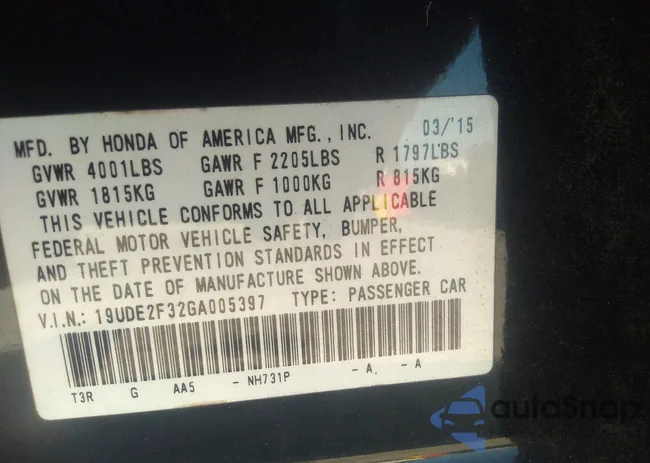 MFD. BY HONDA OF AMERICA MFG., INC. 03/'15
GVWR 4001LBS GAWR F 2205LBS R 1797LBS
GVWR 1815KG GAWR F 1000KG R 815KG
THIS VEHICLE CONFORMS TO ALL APPLICABLE
FEDERAL MOTOR VEHICLE SAFETY, BUMPER,
AND THEFT PREVENTION STANDARDS IN EFFECT
ON THE DATE OF MANUFACTURE SHOWN ABOVE.
V.I.N.: 19UDE2F32GA005397 TYPE: PASSENGER CAR
T3R G AA5 - NH731P - A, - A
autoSnap